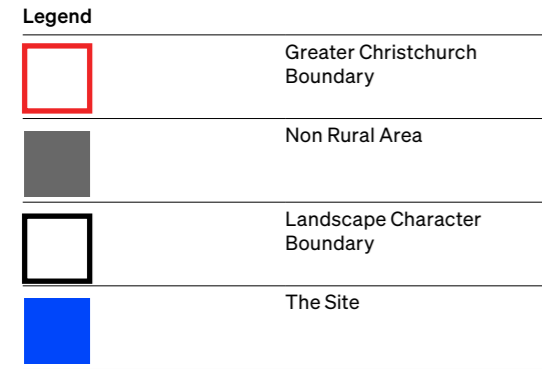 Legend
Greater Christchurch
Boundary
Non Rural Area
Landscape Character
Boundary
The Site